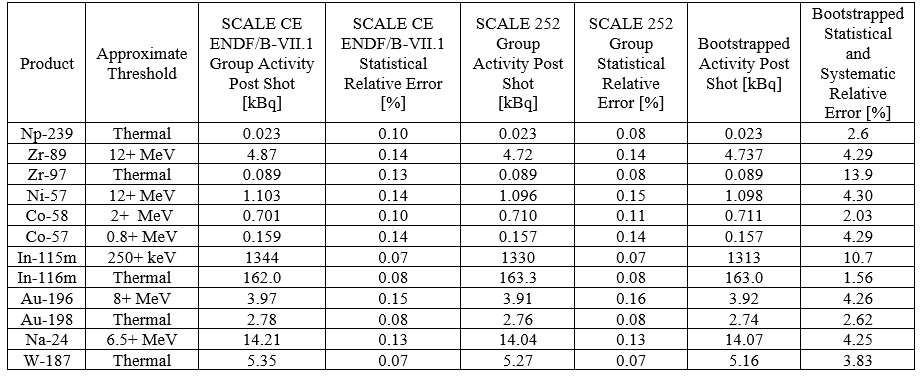 Product | Approximate Threshold | SCALE CE ENDF/B-VII.1 Group Activity Post Shot [kBq] | SCALE CE ENDF/B-VII.1 Statistical Relative Error [%] | SCALE 252 Group Activity Post Shot [kBq] | SCALE 252 Group Statistical Relative Error [%] | Bootstrapped Activity Post Shot [kBq] | Bootstrapped Statistical and Systematic Relative Error [%]
Np-239 | Thermal | 0.023 | 0.10 | 0.023 | 0.08 | 0.023 | 2.6
Zr-89 | 12+ MeV | 4.87 | 0.14 | 4.72 | 0.14 | 4.737 | 4.29
Zr-97 | Thermal | 0.089 | 0.13 | 0.089 | 0.08 | 0.089 | 13.9
Ni-57 | 12+ MeV | 1.103 | 0.14 | 1.096 | 0.15 | 1.098 | 4.30
Co-58 | 2+ MeV | 0.701 | 0.10 | 0.710 | 0.11 | 0.711 | 2.03
Co-57 | 0.8+ MeV | 0.159 | 0.14 | 0.157 | 0.14 | 0.157 | 4.29
In-115m | 250+ keV | 1344 | 0.07 | 1330 | 0.07 | 1313 | 10.7
In-116m | Thermal | 162.0 | 0.08 | 163.3 | 0.08 | 163.0 | 1.56
Au-196 | 8+ MeV | 3.97 | 0.15 | 3.91 | 0.16 | 3.92 | 4.26
Au-198 | Thermal | 2.78 | 0.08 | 2.76 | 0.08 | 2.74 | 2.62
Na-24 | 6.5+ MeV | 14.21 | 0.13 | 14.04 | 0.13 | 14.07 | 4.25
W-187 | Thermal | 5.35 | 0.07 | 5.27 | 0.07 | 5.16 | 3.83